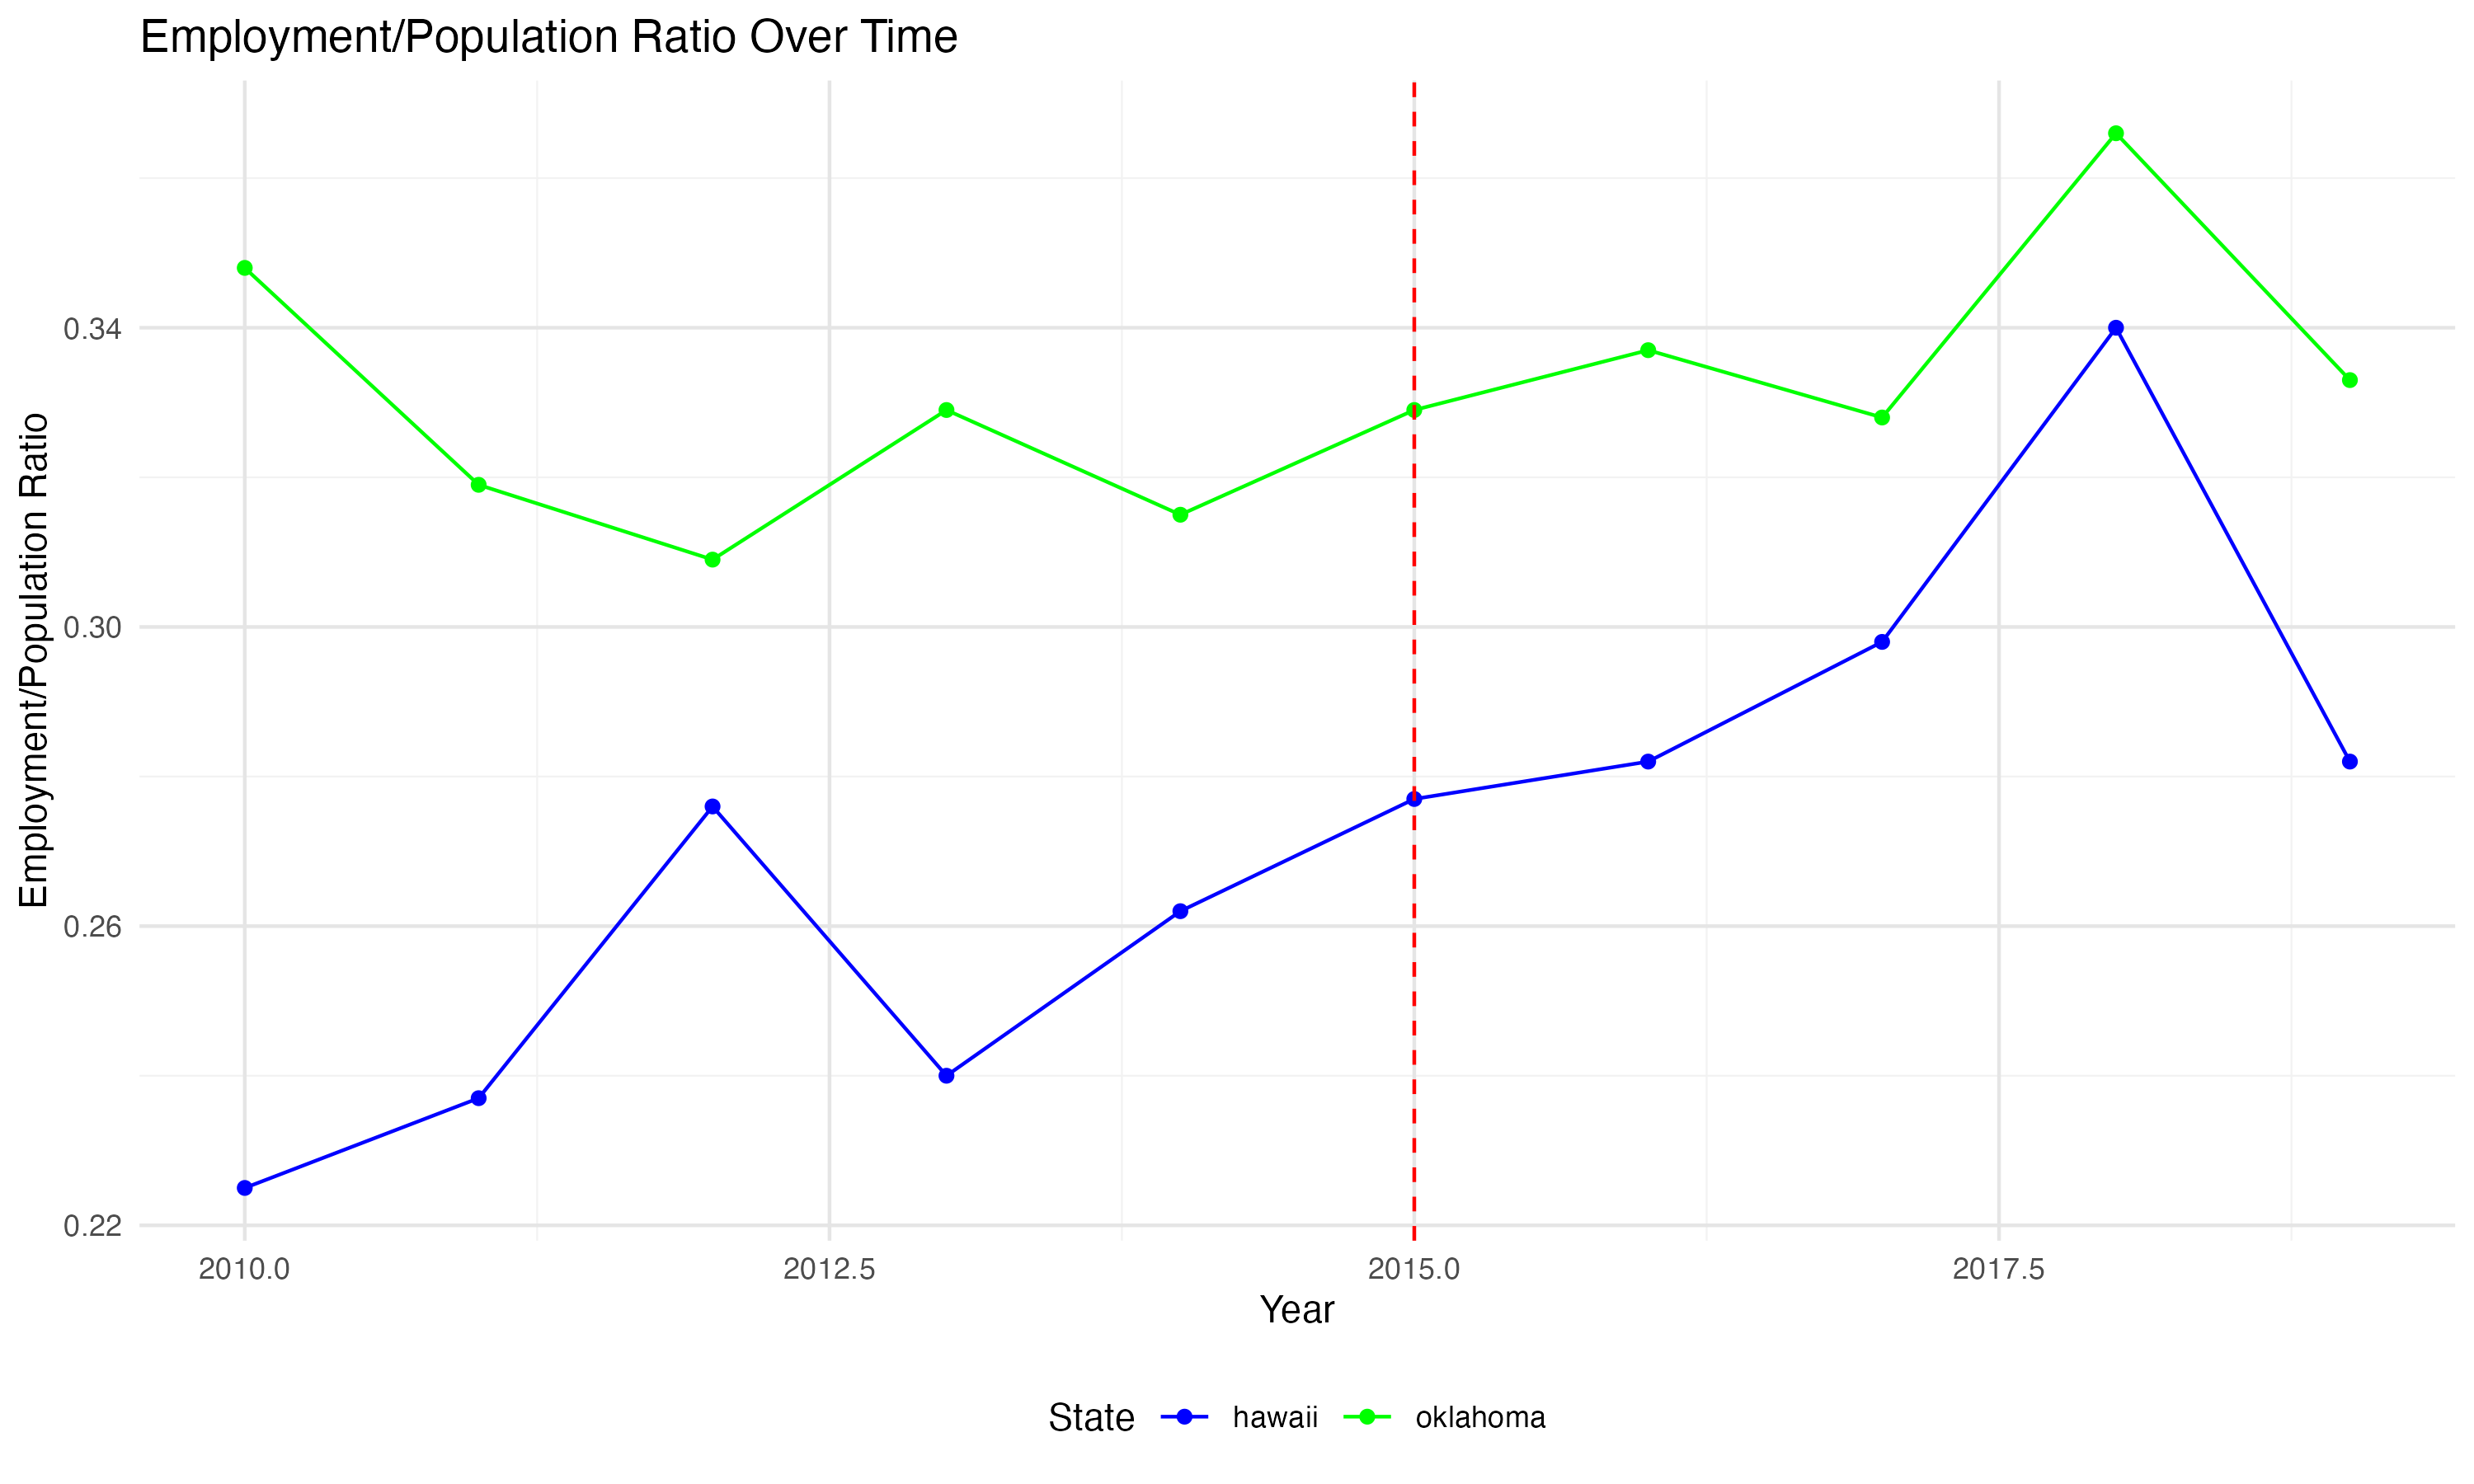 Employment/Population Ratio Over Time
Employment/Population Ratio
0.34
0.30
0.26
0.22
2010.0 2012.5 2015.0 2017.5
Year
State hawaii oklahoma